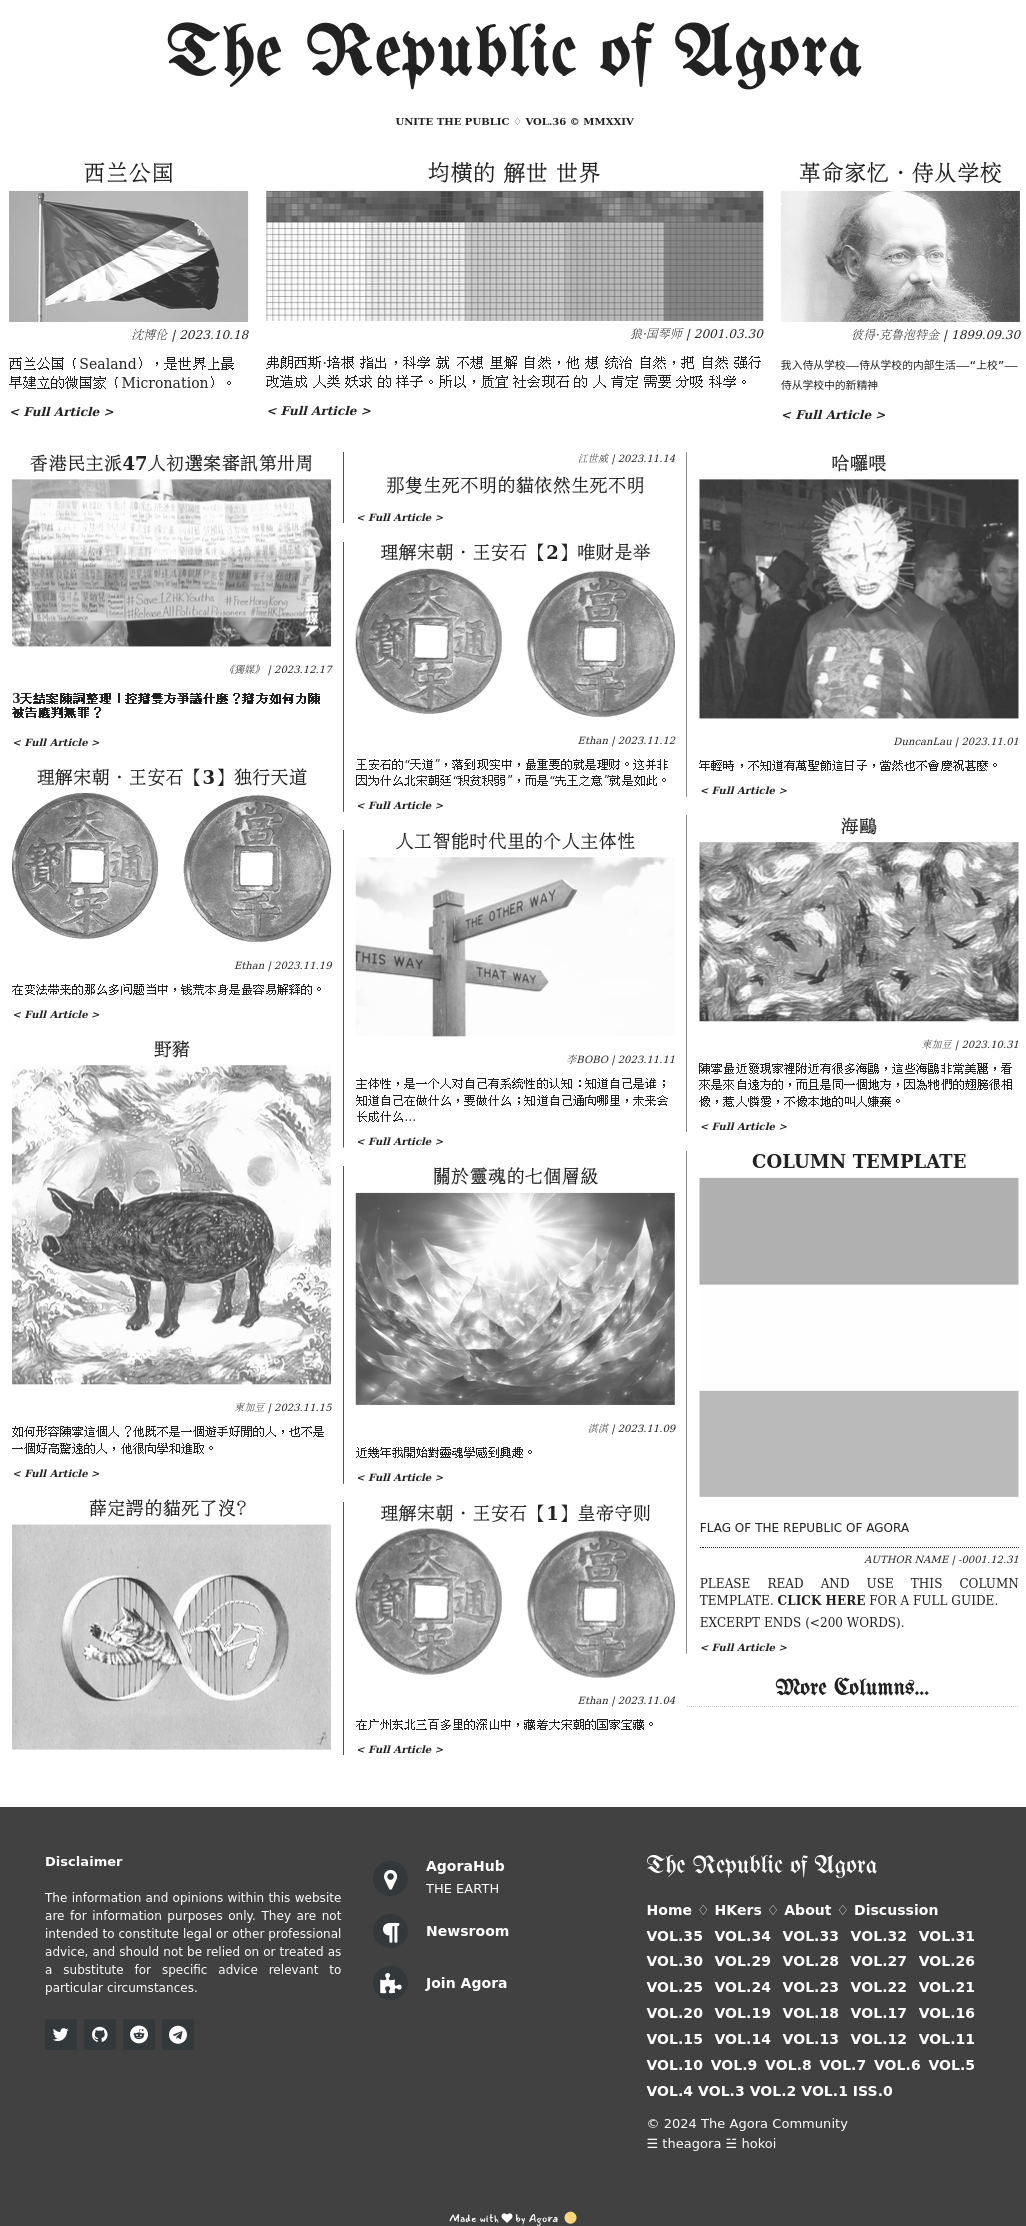 The Republic of Agora
UNITE THE PUBLIC ♢ VOL.36 © MMXXIV
西兰公国
沈博伦 | 2023.10.18
西兰公国（Sealand），是世界上最
早建立的微国家（Micronation）。
< Full Article >
均横的 解世 世界
狼·国琴师 | 2001.03.30
弗朗西斯·培根 指出，科学 就 不想 里解 自然，他 想 统治 自然，把 自然 强行
改造成 人类 妖求 的 样子。所以，质宜 社会现石 的 人 肯定 需要 分吸 科学。
< Full Article >
革命家忆・侍从学校
彼得·克鲁泡特金 | 1899.09.30
我入侍从学校——侍从学校的内部生活——“上校”——
侍从学校中的新精神
< Full Article >
香港民主派47人初選案審訊第卅周
#Save12HKYouths #FreeHongKong
#Release All Political Prisoners
#MilkTeaAlliance
《獨媒》 | 2023.12.17
3天結案陳詞整理｜控辯雙方爭議什麼？辯方如何力陳
被告應判無罪？
< Full Article >
理解宋朝・王安石【3】独行天道
大
通
宋
寶
當
千
Ethan | 2023.11.19
在变法带来的那么多问题当中，钱荒本身是最容易解释的。
< Full Article >
野豬
東加豆 | 2023.11.15
如何形容陳寧這個人？他既不是一個遊手好閒的人，也不是
一個好高騖遠的人，他很向學和進取。
< Full Article >
薛定諤的貓死了沒？
江世威 | 2023.11.14
那隻生死不明的貓依然生死不明
< Full Article >
理解宋朝・王安石【2】唯财是举
大
通
宋
寶
當
千
Ethan | 2023.11.12
王安石的“天道”，落到现实中，最重要的就是理财。这并非
因为什么北宋朝廷“积贫积弱”，而是“先王之意”就是如此。
< Full Article >
人工智能时代里的个人主体性
THE OTHER WAY
THIS WAY
THAT WAY
李BOBO | 2023.11.11
主体性，是一个人对自己有系统性的认知：知道自己是谁；
知道自己在做什么，要做什么；知道自己通向哪里，未来会
长成什么…
< Full Article >
關於靈魂的七個層級
淇淇 | 2023.11.09
近幾年我開始對靈魂學感到興趣。
< Full Article >
理解宋朝・王安石【1】皇帝守则
大
通
宋
寶
當
千
Ethan | 2023.11.04
在广州东北三百多里的深山中，藏着大宋朝的国家宝藏。
< Full Article >
哈囉喂
DuncanLau | 2023.11.01
年輕時，不知道有萬聖節這日子，當然也不會慶祝甚麼。
< Full Article >
海鷗
東加豆 | 2023.10.31
陳寧最近發現家裡附近有很多海鷗，這些海鷗非常美麗，看
來是來自遠方的，而且是同一個地方，因為牠們的翅膀很相
像，惹人憐愛，不像本地的叫人嫌棄。
< Full Article >
COLUMN TEMPLATE
FLAG OF THE REPUBLIC OF AGORA
AUTHOR NAME | -0001.12.31
PLEASE READ AND USE THIS COLUMN
TEMPLATE. CLICK HERE FOR A FULL GUIDE.
EXCERPT ENDS (<200 WORDS).
< Full Article >
More Columns...
Disclaimer
The information and opinions within this website
are for information purposes only. They are not
intended to constitute legal or other professional
advice, and should not be relied on or treated as
a substitute for specific advice relevant to
particular circumstances.
AgoraHub
THE EARTH
Newsroom
Join Agora
The Republic of Agora
Home ♢ HKers ♢ About ♢ Discussion
VOL.35 VOL.34 VOL.33 VOL.32 VOL.31
VOL.30 VOL.29 VOL.28 VOL.27 VOL.26
VOL.25 VOL.24 VOL.23 VOL.22 VOL.21
VOL.20 VOL.19 VOL.18 VOL.17 VOL.16
VOL.15 VOL.14 VOL.13 VOL.12 VOL.11
VOL.10 VOL.9 VOL.8 VOL.7 VOL.6 VOL.5
VOL.4 VOL.3 VOL.2 VOL.1 ISS.0
© 2024 The Agora Community
☰ theagora ☱ hokoi
Made with ❤ by Agora